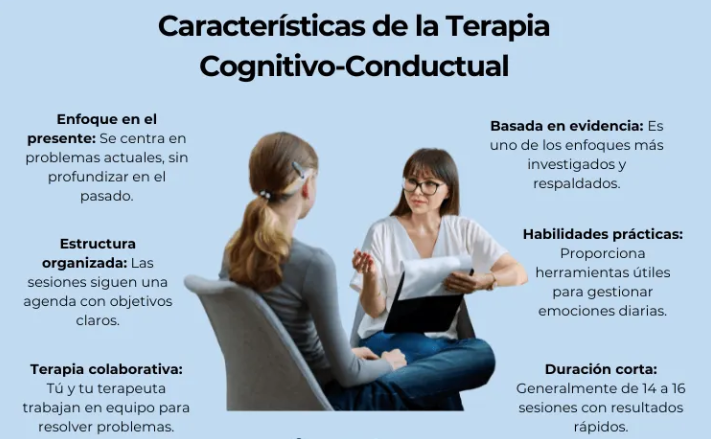 Características de la Terapia
Cognitivo-Conductual
Enfoque en el
presente: Se centra en
problemas actuales, sin
profundizar en el
pasado.
Estructura
organizada: Las
sesiones siguen una
agenda con objetivos
claros.
Terapia colaborativa:
Tú y tu terapeuta
trabajan en equipo para
resolver problemas.
Basada en evidencia: Es
uno de los enfoques más
investigados y
respaldados.
Habilidades prácticas:
Proporciona
herramientas útiles
para gestionar
emociones diarias.
Duración corta:
Generalmente de 14 a 16
sesiones con resultados
rápidos.